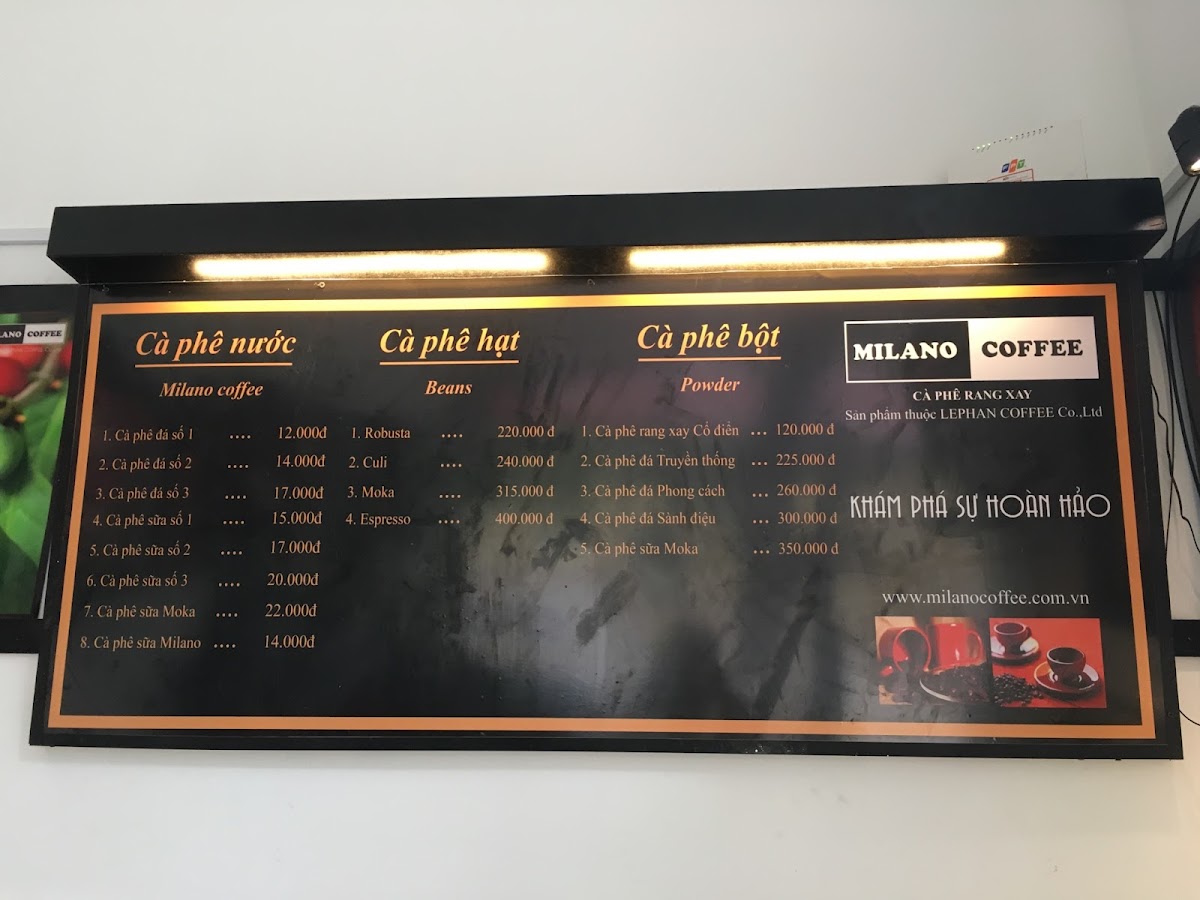 Cà phê nước
Milano coffee
1. Cà phê đá số 1 .... 12.000đ
2. Cà phê đá số 2 .... 14.000đ
3. Cà phê đá số 3 .... 17.000đ
4. Cà phê sữa số 1 .... 15.000đ
5. Cà phê sữa số 2 .... 17.000đ
6. Cà phê sữa số 3 .... 20.000đ
7. Cà phê sữa Moka .... 22.000đ
8. Cà phê sữa Milano .... 14.000đ
Cà phê hạt
Beans
1. Robusta .... 220.000 đ
2. Culi .... 240.000 đ
3. Moka .... 315.000 đ
4. Espresso .... 400.000 đ
Cà phê bột
Powder
1. Cà phê rang xay Cổ điển ... 120.000 đ
2. Cà phê đá Truyền thống ... 225.000 đ
3. Cà phê đá Phong cách ... 260.000 đ
4. Cà phê đá Sành điệu ... 300.000 đ
5. Cà phê sữa Moka ... 350.000 đ
MILANO COFFEE
CÀ PHÊ RANG XAY
Sản phẩm thuộc LEPHAN COFFEE Co.,Ltd
KHÁM PHÁ SỰ HOÀN HẢO
www.milanocoffee.com.vn
LANO COFFEE
FPT